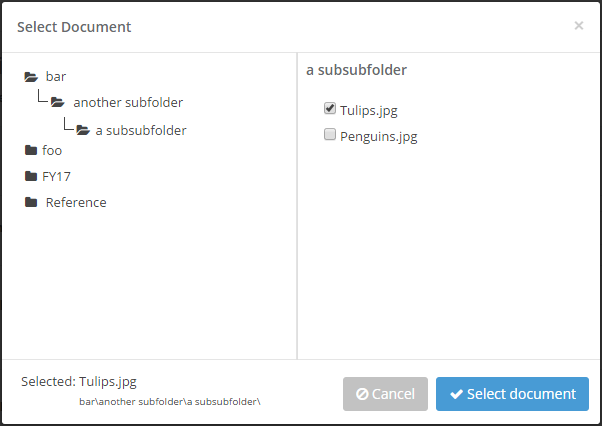 Select Document ×
bar
another subfolder
a subsubfolder
foo
FY17
Reference
a subsubfolder
Tulips.jpg
Penguins.jpg
Selected: Tulips.jpg
bar\another subfolder\a subsubfolder\
Cancel
Select document